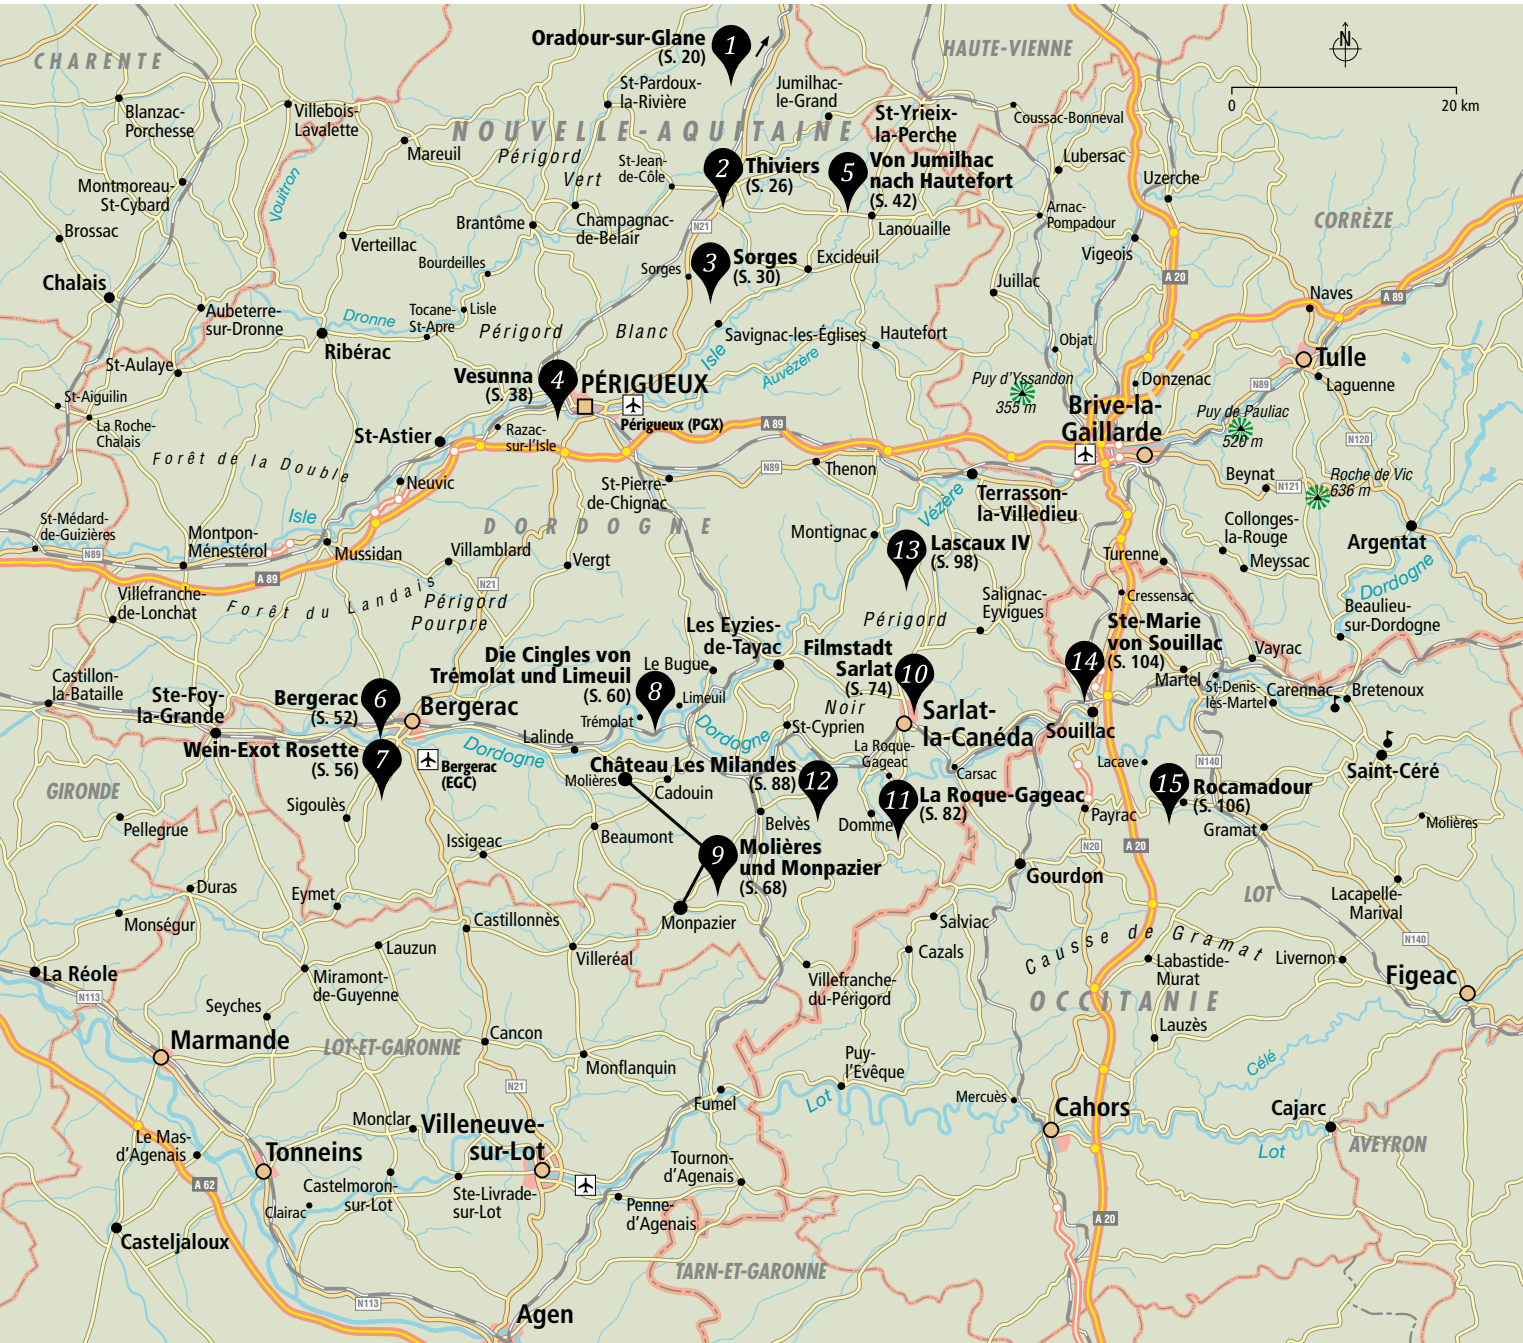 Oradour-sur-Glane
(S. 20)
1
N
0
20 km
CHARENTE
HAUTE-VIENNE
St-Pardoux-
la-Rivière
Jumilhac-
le-Grand
Blanzac-
Porchesse
Villebois-
Lavalette
St-Yrieix-
la-Perche
Coussac-Bonneval
NOUVELLE-AQUITAINE
Mareuil
Périgord
Vert
St-Jean-
de-Côle
2
Thiviers
(S. 26)
5
Von Jumilhac
nach Hautefort
(S. 42)
Lubersac
Uzerche
Montmoreau-
St-Cybard
Vouitron
Brossac
Verteillac
Brantôme
Champagnac-
de-Belair
N21
Lanouaille
Arnac-
Pompadour
CORRÈZE
Vigeois
Bourdeilles
Sorges
3
Sorges
(S. 30)
Excideuil
A 20
Chalais
Juillac
Naves
A 89
Aubeterre-
sur-Dronne
Dronne
Tocane-
St-Apre
Lisle
Périgord
Blanc
Savignac-les-Églises
Hautefort
Ribérac
Isle
Auvézère
Objat
Tulle
St-Aulaye
Vesunna
(S. 38)
4
PÉRIGUEUX
Périgueux (PGX)
Puy d'Yssandon
355 m
Donzenac
N89
Laguenne
St-Aiguilin
La Roche-
Chalais
St-Astier
Razac-
sur-l'Isle
A 89
Brive-la-
Gaillarde
Puy de Pauliac
520 m
N120
Forêt de la Double
Neuvic
St-Pierre-
de-Chignac
N89
Thenon
Terrasson-
la-Villedieu
Beynat
N121
Roche de Vic
636 m
St-Médard-
de-Guizières
N89
Isle
Montpon-
Ménestérol
Mussidan
DORDOGNE
Vézère
Montignac
Collonges-
la-Rouge
Meyssac
Argentat
Villamblard
Vergt
13
Lascaux IV
(S. 98)
Turenne
A 89
N21
Dordogne
Villefranche-
de-Lonchat
Forêt du Landais
Périgord
Pourpre
Salignac-
Eyvigues
Cressensac
Beaulieu-
sur-Dordogne
Périgord
Noir
Les Eyzies-
de-Tayac
Filmstadt
Sarlat
(S. 74)
10
Ste-Marie
von Souillac
(S. 104)
14
Vayrac
Die Cingles von
Trémolat und Limeuil
(S. 60)
8
Le Bugue
Limeuil
Trémolat
Martel
St-Denis-
lès-Martel
Carennac
Bretenoux
Castillon-
la-Bataille
Ste-Foy-
la-Grande
Bergerac
(S. 52)
6
Bergerac
Sarlat-
la-Canéda
Souillac
Lalinde
Dordogne
Dordogne
St-Cyprien
Wein-Exot Rosette
(S. 56)
7
Bergerac
(EGC)
La Roque-
Gageac
Carsac
Lacave
N140
Saint-Céré
GIRONDE
Molières
Cadouin
Château Les Milandes
(S. 88)
12
11
La Roque-Gageac
(S. 82)
15
Rocamadour
(S. 106)
Sigoulès
Pellegrue
Beaumont
Belvès
Domme
Payrac
Gramat
Molières
Issigeac
9
Molières
und Monpazier
(S. 68)
N20
A 20
Gourdon
Duras
Eymet
LOT
Lacapelle-
Marival
Monségur
Castillonnès
Monpazier
Salviac
Lauzun
Villeréal
Cazals
Causse de Gramat
N140
La Réole
Miramont-
de-Guyenne
Villefranche-
du-Périgord
Labastide-
Murat
Livernon
Figeac
N113
Seyches
OCCITANIE
Marmande
LOT-ET-GARONNE
Cancon
Lauzès
Monflanquin
Puy-
l'Evêque
Célé
N21
Fumel
Lot
Mercuès
Cahors
Cajarc
Monclar
Villeneuve-
sur-Lot
Lot
AVEYRON
Le Mas-
d'Agenais
Tonneins
Tournon-
d'Agenais
A 62
Castelmoron-
sur-Lot
Ste-Livrade-
sur-Lot
Penne-
d'Agenais
Clairac
A 20
Casteljaloux
TARN-ET-GARONNE
N113
Agen